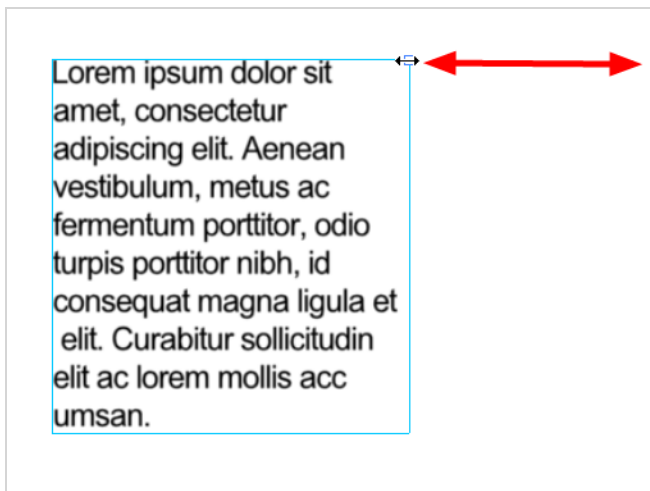 Lorem ipsum dolor sit
amet, consectetur
adipiscing elit. Aenean
vestibulum, metus ac
fermentum porttitor, odio
turpis porttitor nibh, id
consequat magna ligula et
elit. Curabitur sollicitudin
elit ac lorem mollis acc
umsan.